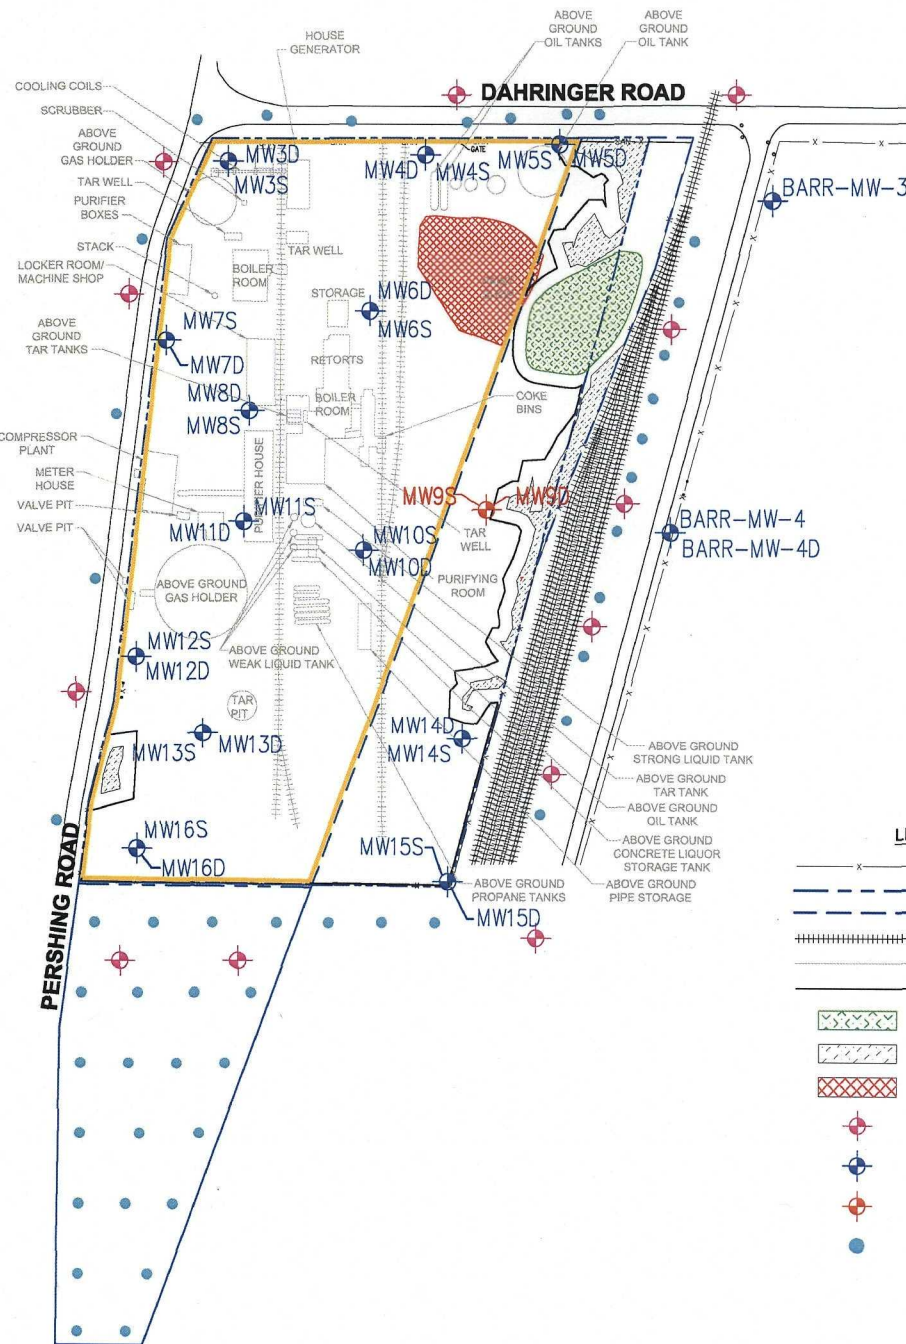 ABOVE
GROUND
OIL TANKS
ABOVE
GROUND
OIL TANK
HOUSE
GENERATOR
COOLING COILS
SCRUBBER
ABOVE
GROUND
GAS HOLDER
TAR WELL
PURIFIER
BOXES
STACK
LOCKER ROOM/
MACHINE SHOP
ABOVE
GROUND
TAR TANKS
COMPRESSOR
PLANT
METER
HOUSE
VALVE PIT
VALVE PIT
DAHRINGER ROAD
GATE
MW3D
MW3S
MW4D
MW4S
MW5S
MW5D
BARR-MW-3
TAR WELL
BOILER
ROOM
STORAGE
MW6D
MW6S
MW7S
MW7D
RETORTS
MW8D
MW8S
BOILER
ROOM
COKE
BINS
PURIFIER HOUSE
MW9S
MW9D
MW11S
MW11D
TAR
WELL
BARR-MW-4
BARR-MW-4D
MW10S
MW10D
PURIFYING
ROOM
ABOVE GROUND
GAS HOLDER
ABOVE GROUND
WEAK LIQUID TANK
MW12S
MW12D
TAR
PIT
MW13S
MW13D
MW14D
MW14S
ABOVE GROUND
STRONG LIQUID TANK
ABOVE GROUND
TAR TANK
ABOVE GROUND
OIL TANK
ABOVE GROUND
CONCRETE LIQUOR
STORAGE TANK
ABOVE GROUND
PIPE STORAGE
MW16S
MW16D
MW15S
MW15D
ABOVE GROUND
PROPANE TANKS
PERSHING ROAD